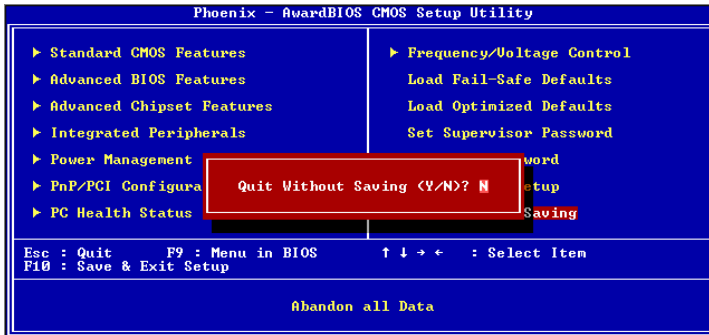 Phoenix - AwardBIOS CMOS Setup Utility
Standard CMOS Features
Advanced BIOS Features
Advanced Chipset Features
Integrated Peripherals
Power Management
PnP/PCI Configura
PC Health Status
Frequency/Voltage Control
Load Fail-Safe Defaults
Load Optimized Defaults
Set Supervisor Password
word
etup
Saving
Quit Without Saving (Y/N)? N
Esc : Quit F9 : Menu in BIOS ↑ ↓ → ← : Select Item
F10 : Save & Exit Setup
Abandon all Data